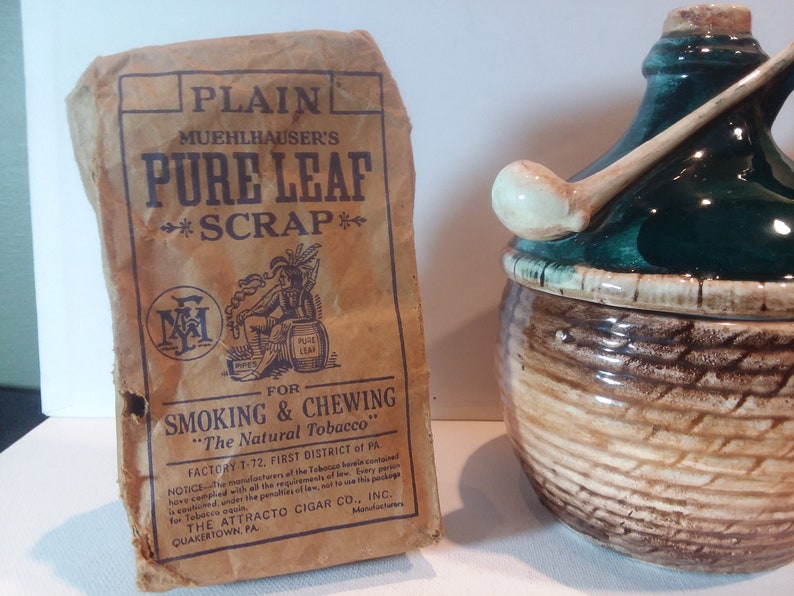 PLAIN
MUEHLHAUSER'S
PURE LEAF
SCRAP
PIPES
PURE
LEAF
FOR
SMOKING & CHEWING
"The Natural Tobacco"
FACTORY T-72, FIRST DISTRICT of PA.
NOTICE—The manufacturers of the Tobacco herein contained
have complied with all the requirements of law. Every person
is cautioned, under the penalties of law, not to use this package
for Tobacco again.
THE ATTRACTO CIGAR CO., INC.
QUAKERTOWN, PA. Manufacturers